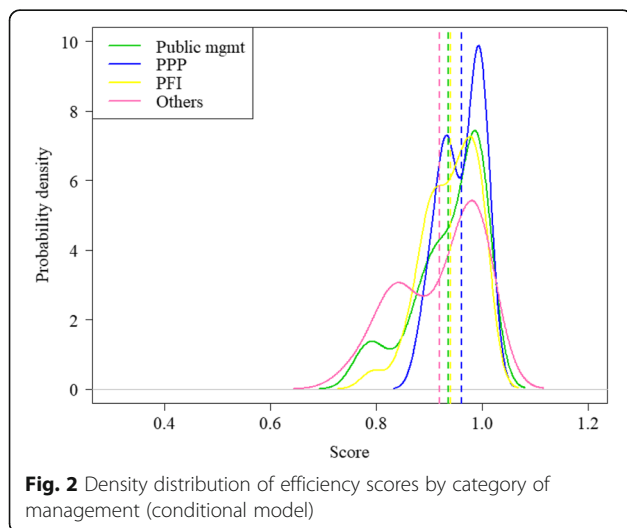 Public mgmt
PPP
PFI
Others
10
8
6
4
2
0
Probability density
0.4 0.6 0.8 1.0 1.2
Score
Fig. 2 Density distribution of efficiency scores by category of
management (conditional model)